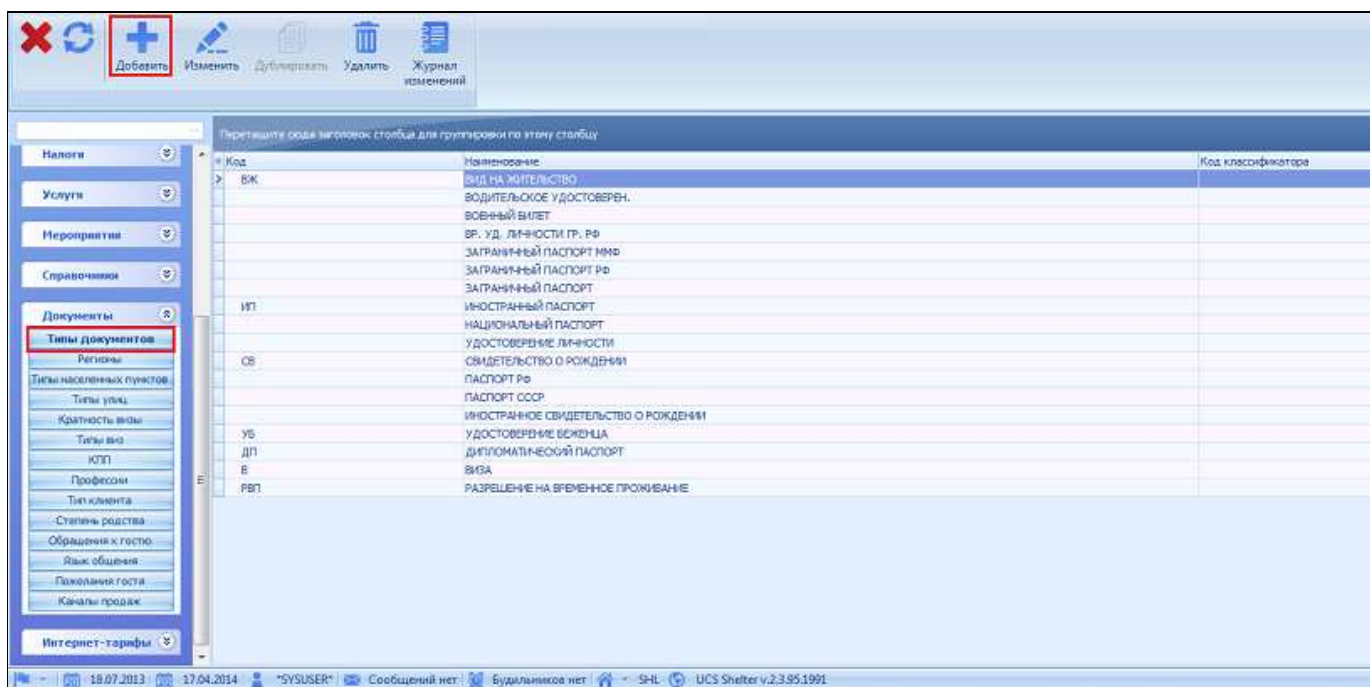 Добавить Изменить Дублировать Удалить Журнал изменений
Перетащите сюда заголовок столбца для группировки по этому столбцу
Налоги
Услуги
Мероприятия
Справочники
Документы
Типы документов
Регионы
Типы населенных пунктов
Типы улиц
Кратность визы
Типы виз
КПП
Профессии
Тип клиента
Степень родства
Обращения к гостю
Язык общения
Пожелания гостя
Каналы продаж
Интернет-тарифы
Код Наименование Код классификатора
ВЖ ВИД НА ЖИТЕЛЬСТВО
ВОДИТЕЛЬСКОЕ УДОСТОВЕРЕН.
ВОЕННЫЙ БИЛЕТ
ВР. УД. ЛИЧНОСТИ ГР. РФ
ЗАГРАНИЧНЫЙ ПАСПОРТ ММФ
ЗАГРАНИЧНЫЙ ПАСПОРТ РФ
ЗАГРАНИЧНЫЙ ПАСПОРТ
ИП ИНОСТРАННЫЙ ПАСПОРТ
НАЦИОНАЛЬНЫЙ ПАСПОРТ
УДОСТОВЕРЕНИЕ ЛИЧНОСТИ
СВ СВИДЕТЕЛЬСТВО О РОЖДЕНИИ
ПАСПОРТ РФ
ПАСПОРТ СССР
ИНОСТРАННОЕ СВИДЕТЕЛЬСТВО О РОЖДЕНИИ
УБ УДОСТОВЕРЕНИЕ БЕЖЕНЦА
ДП ДИПЛОМАТИЧЕСКИЙ ПАСПОРТ
В ВИЗА
РВП РАЗРЕШЕНИЕ НА ВРЕМЕННОЕ ПРОЖИВАНИЕ
18.07.2013 17.04.2014 *SYSUSER* Сообщений нет Будильников нет SHL UCS Shelter v.2.3.95.1991